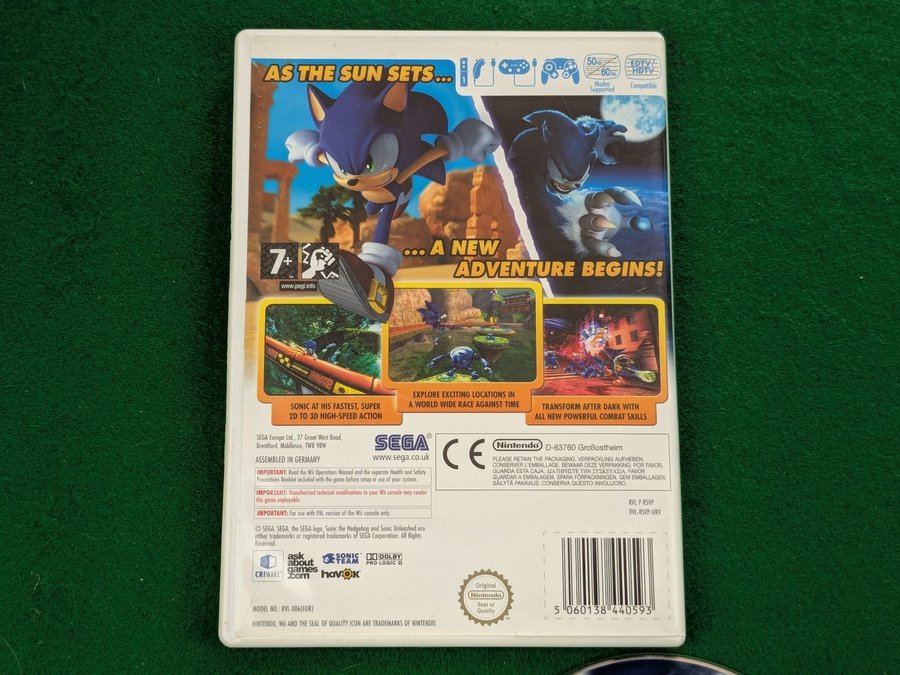 AS THE SUN SETS...
1
50Hz
60Hz
Modes
Supported
EDTV/
HDTV
Compatible
... A NEW
ADVENTURE BEGINS!
7+
www.pegi.info
SONIC AT HIS FASTEST, SUPER
2D TO 3D HIGH-SPEED ACTION
EXPLORE EXCITING LOCATIONS IN
A WORLD WIDE RACE AGAINST TIME
TRANSFORM AFTER DARK WITH
ALL NEW POWERFUL COMBAT SKILLS
SEGA Europe Ltd., 27 Great West Road,
Brentford, Middlesex, TW8 9BW
ASSEMBLED IN GERMANY
SEGA®
www.sega.co.uk
IMPORTANT: Read the Wii Operations Manual and the separate Health and Safety
Precautions Booklet included with the game before setup or use of your system.
IMPORTANT: Unauthorised technical modifications to your Wii console may render
this game unplayable.
IMPORTANT: For use with PAL version of the Wii console only.
CE
Nintendo® D-63760 Großostheim
PLEASE RETAIN THE PACKAGING. VERPACKUNG AUFHEBEN.
CONSERVER L'EMBALLAGE. BEWAAR DEZE VERPAKKING. POR FAVOR,
GUARDA ESTA CAJA. ΔΙΑΤΗΡΗΣΤΕ ΤΗΝ ΣΥΣΚΕΥΑΣΙΑ. FAVOR
GUARDAR A EMBALAGEM. SPARA FÖRPACKNINGEN. GEM EMBALLAGEN.
SÄILYTÄ PAKKAUS. CONSERVA QUESTO INVOLUCRO.
RVL P RSVP
RVL-RSVP-UKV
© SEGA. SEGA, the SEGA logo, Sonic the Hedgehog and Sonic Unleashed are
either trademarks or registered trademarks of SEGA Corporation. All Rights
Reserved.
CRIWARE
ask
about
games
.com
SONIC
TEAM
havok
DOLBY
PRO LOGIC II
Original
Nintendo
Seal of
Quality
TM
5 060138 440593
MODEL NO.: RVL-006(EUR)
NINTENDO, Wii AND THE SEAL OF QUALITY ICON ARE TRADEMARKS OF NINTENDO.